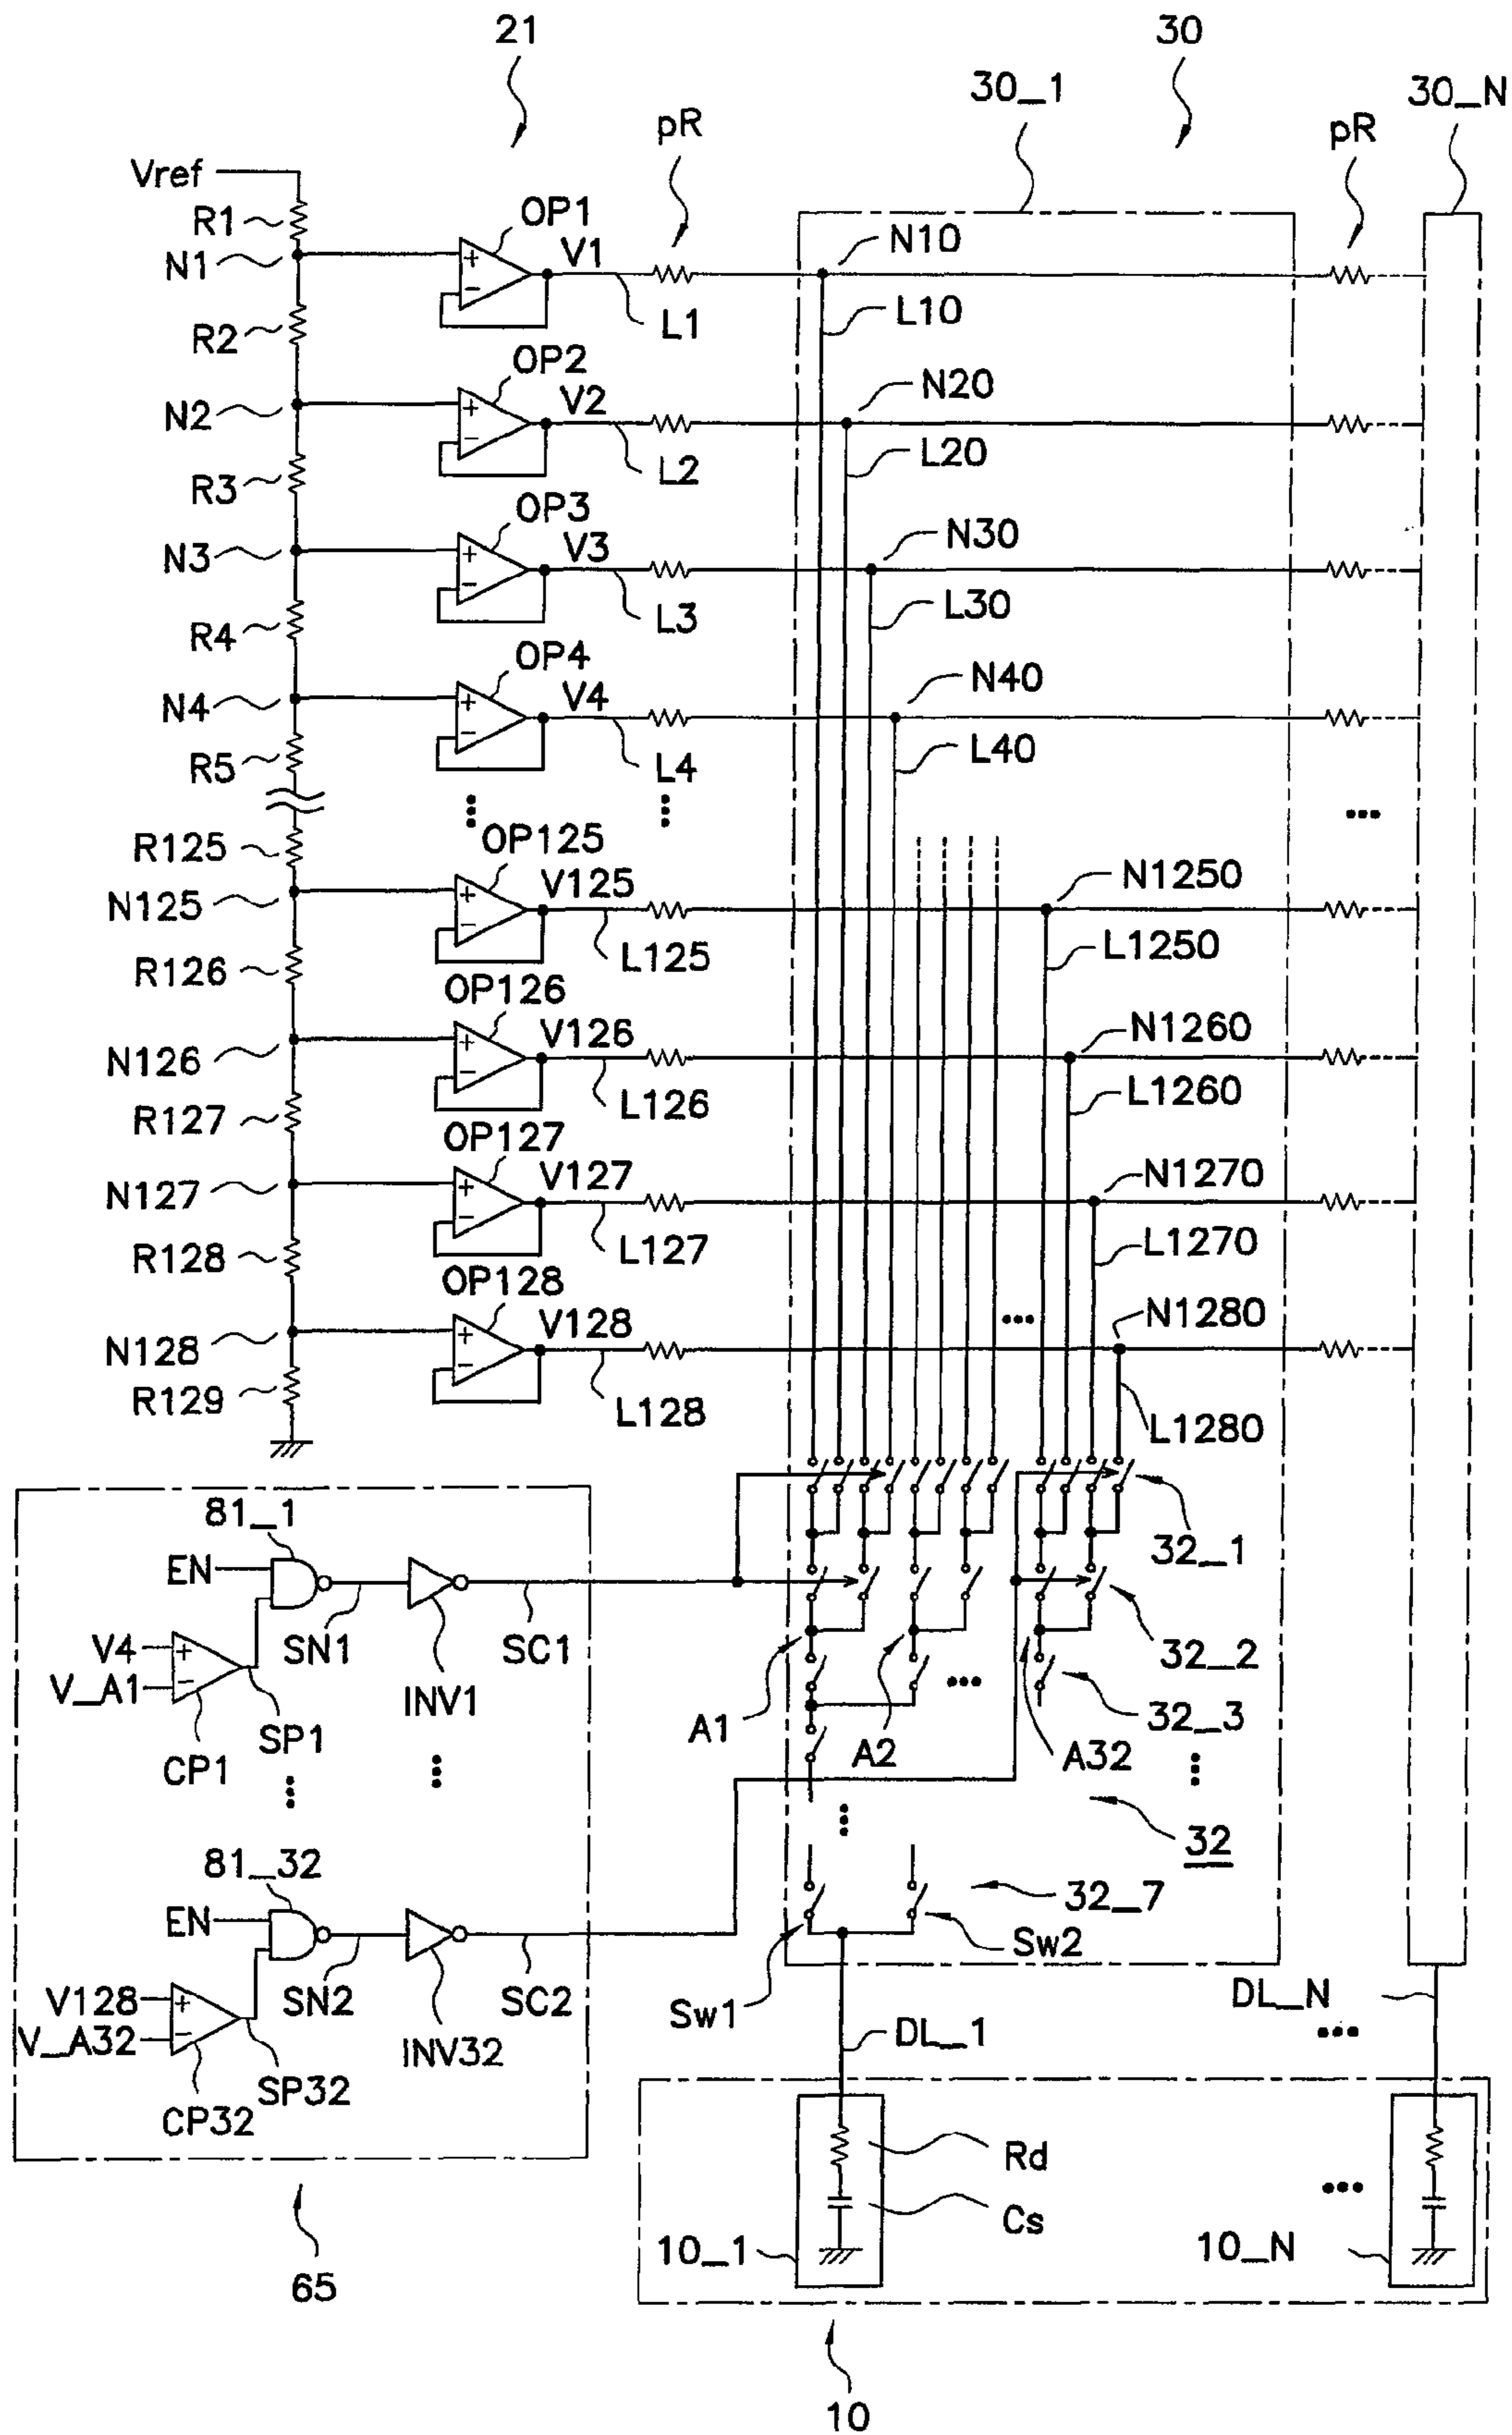 21
30
30_1
30_N
pR
pR
Vref
R1
OP1
V1
N10
N1
L1
L10
R2
OP2
V2
N20
N2
L2
L20
R3
OP3
V3
N30
N3
L3
L30
R4
OP4
V4
N40
N4
L4
L40
R5
R125
OP125
V125
N1250
N125
L125
L1250
R126
OP126
V126
N1260
N126
L126
L1260
R127
OP127
V127
N1270
N127
L127
L1270
R128
OP128
V128
N1280
N128
L128
L1280
R129
81_1
32_1
EN
SN1
SC1
V4
V_A1
INV1
32_2
A1
SP1
A2
32_3
CP1
A32
32
81_32
32_7
EN
Sw2
SN2
SC2
V128
V_A32
INV32
Sw1
DL_1
DL_N
SP32
CP32
Rd
Cs
10_1
10_N
65
10